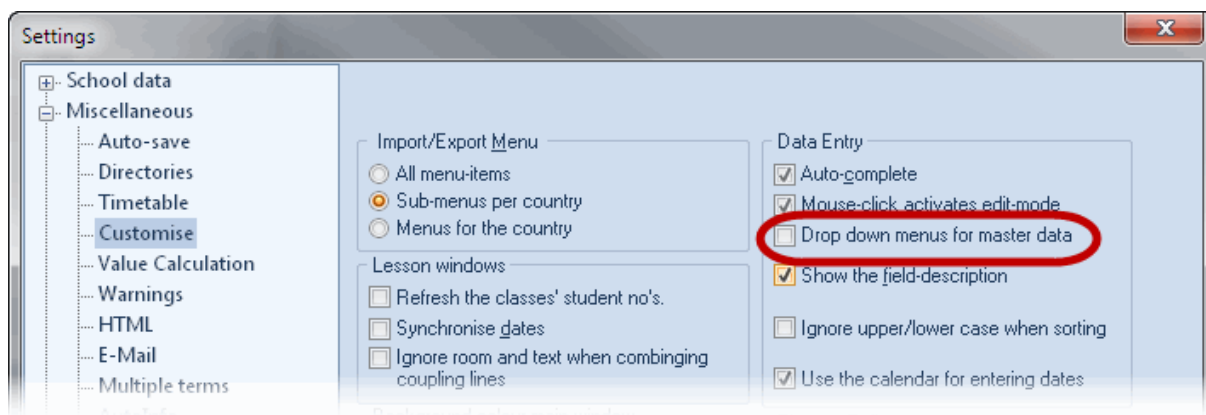 Settings
School data
Miscellaneous
Auto-save
Directories
Timetable
Customise
Value Calculation
Warnings
HTML
E-Mail
Multiple terms
Import/Export Menu
All menu-items
Sub-menus per country
Menus for the country
Lesson windows
Refresh the classes' student no's.
Synchronise dates
Ignore room and text when combinging
coupling lines
Data Entry
Auto-complete
Mouse-click activates edit-mode
Drop down menus for master data
Show the field-description
Ignore upper/lower case when sorting
Use the calendar for entering dates